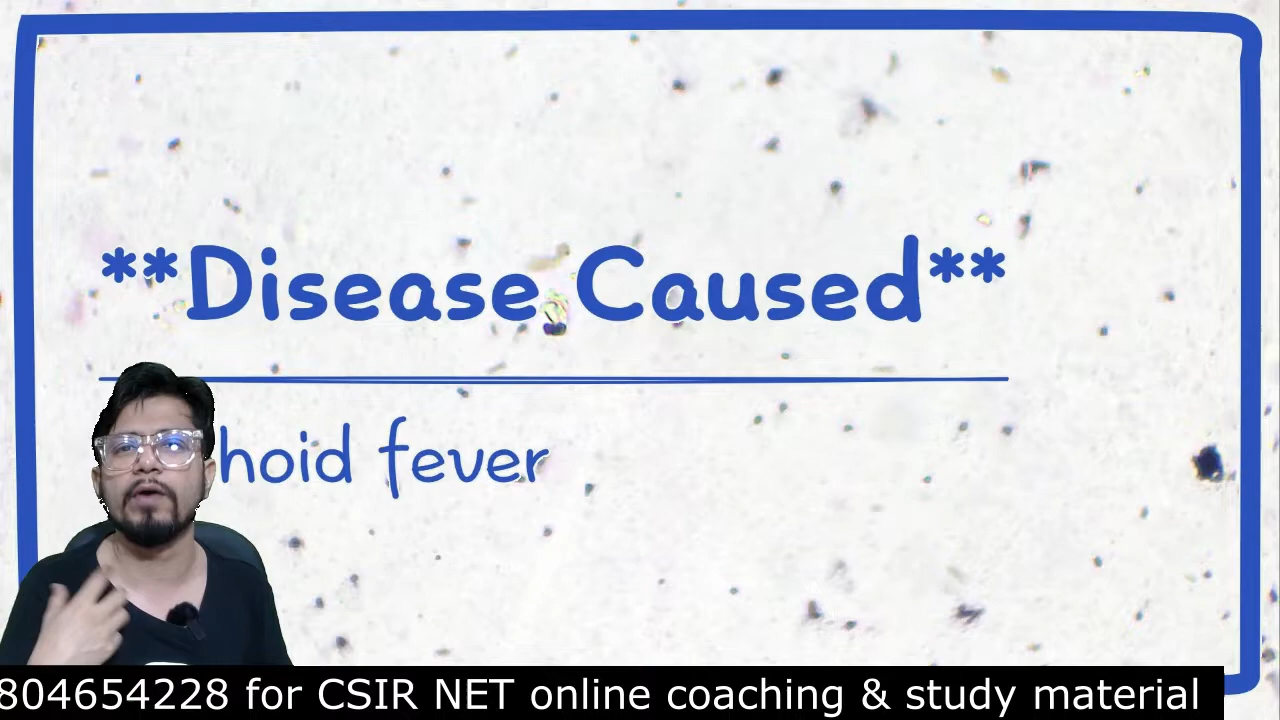 **Disease Caused**
hoid fever
804654228 for CSIR NET online coaching & study material